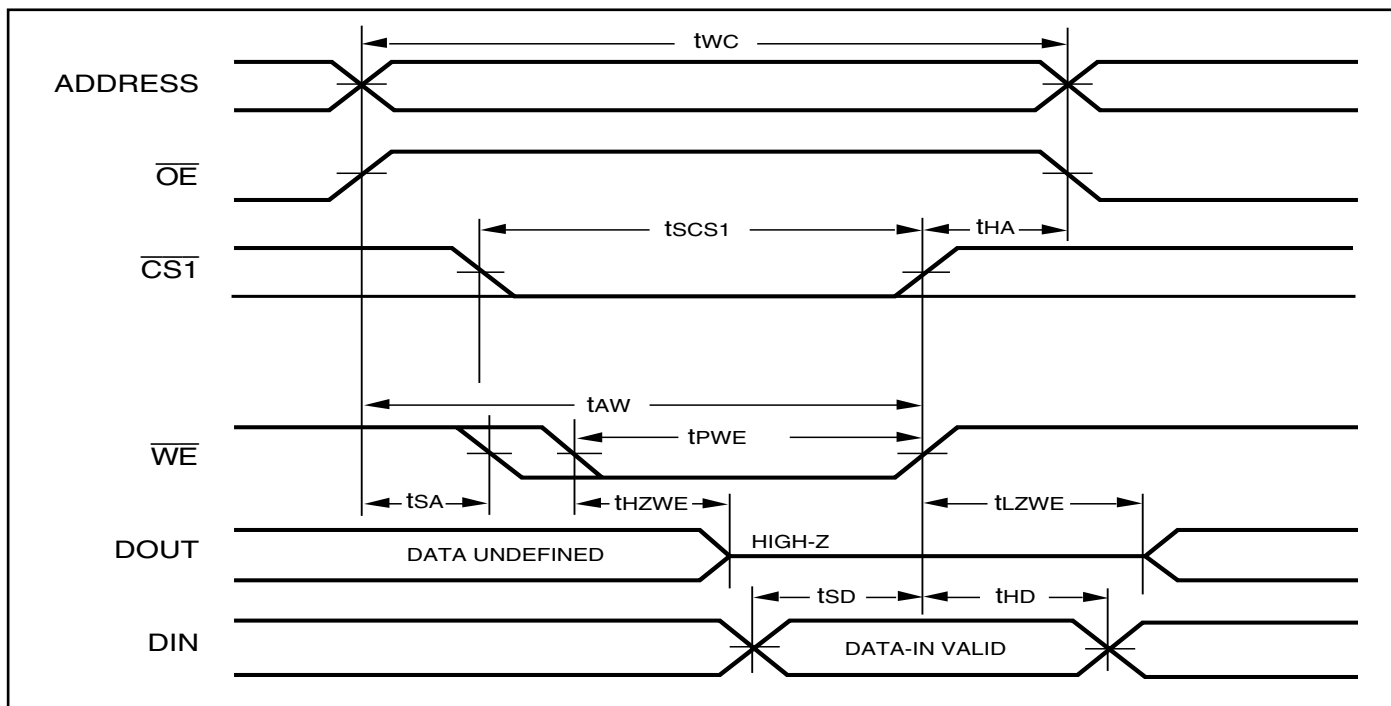 tWC
ADDRESS
OE
tSCS1
tHA
CS1
tAW
tPWE
WE
tSA
tHZWE
tLZWE
DOUT
DATA UNDEFINED
HIGH-Z
tSD
tHD
DIN
DATA-IN VALID